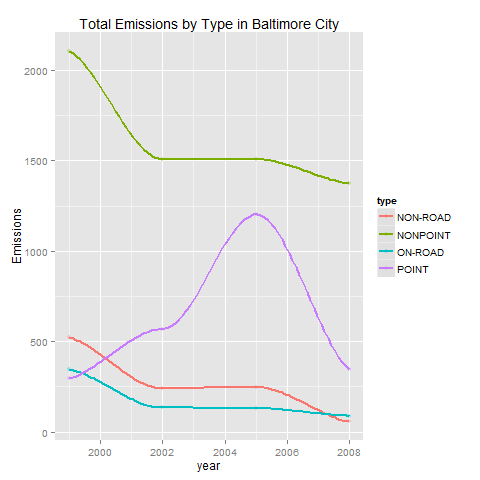 Total Emissions by Type in Baltimore City
Emissions
2000
1500
1000
500
0
2000
2002
2004
2006
2008
year
type
NON-ROAD
NONPOINT
ON-ROAD
POINT